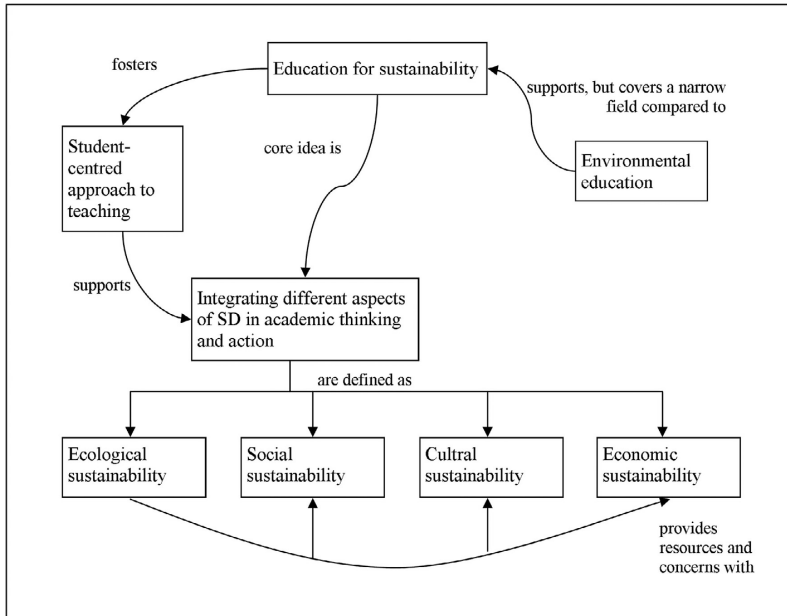 fosters
Education for sustainability
supports, but covers a narrow
field compared to
Student-
centred
approach to
teaching
core idea is
Environmental
education
supports
Integrating different aspects
of SD in academic thinking
and action
are defined as
Ecological
sustainability
Social
sustainability
Cultral
sustainability
Economic
sustainability
provides
resources and
concerns with